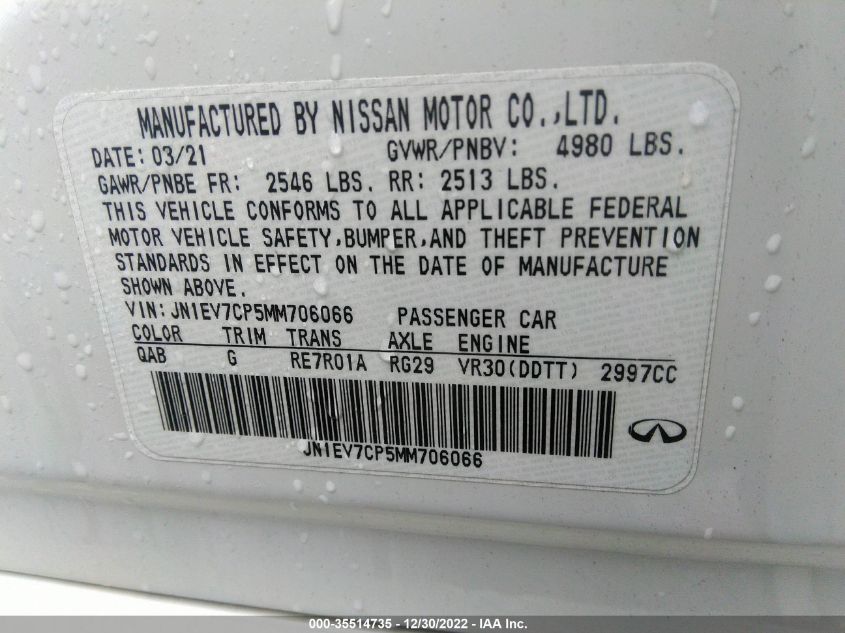 MANUFACTURED BY NISSAN MOTOR CO.,LTD.
DATE: 03/21 GVWR/PNBV: 4980 LBS.
GAWR/PNBE FR: 2546 LBS. RR: 2513 LBS.
THIS VEHICLE CONFORMS TO ALL APPLICABLE FEDERAL
MOTOR VEHICLE SAFETY,BUMPER,AND THEFT PREVENTION
STANDARDS IN EFFECT ON THE DATE OF MANUFACTURE
SHOWN ABOVE.
VIN:JN1EV7CP5MM706066 PASSENGER CAR
COLOR TRIM TRANS AXLE ENGINE
QAB G RE7R01A RG29 VR30(DDTT) 2997CC
JN1EV7CP5MM706066
000-35514735 - 12/30/2022 - IAA Inc.